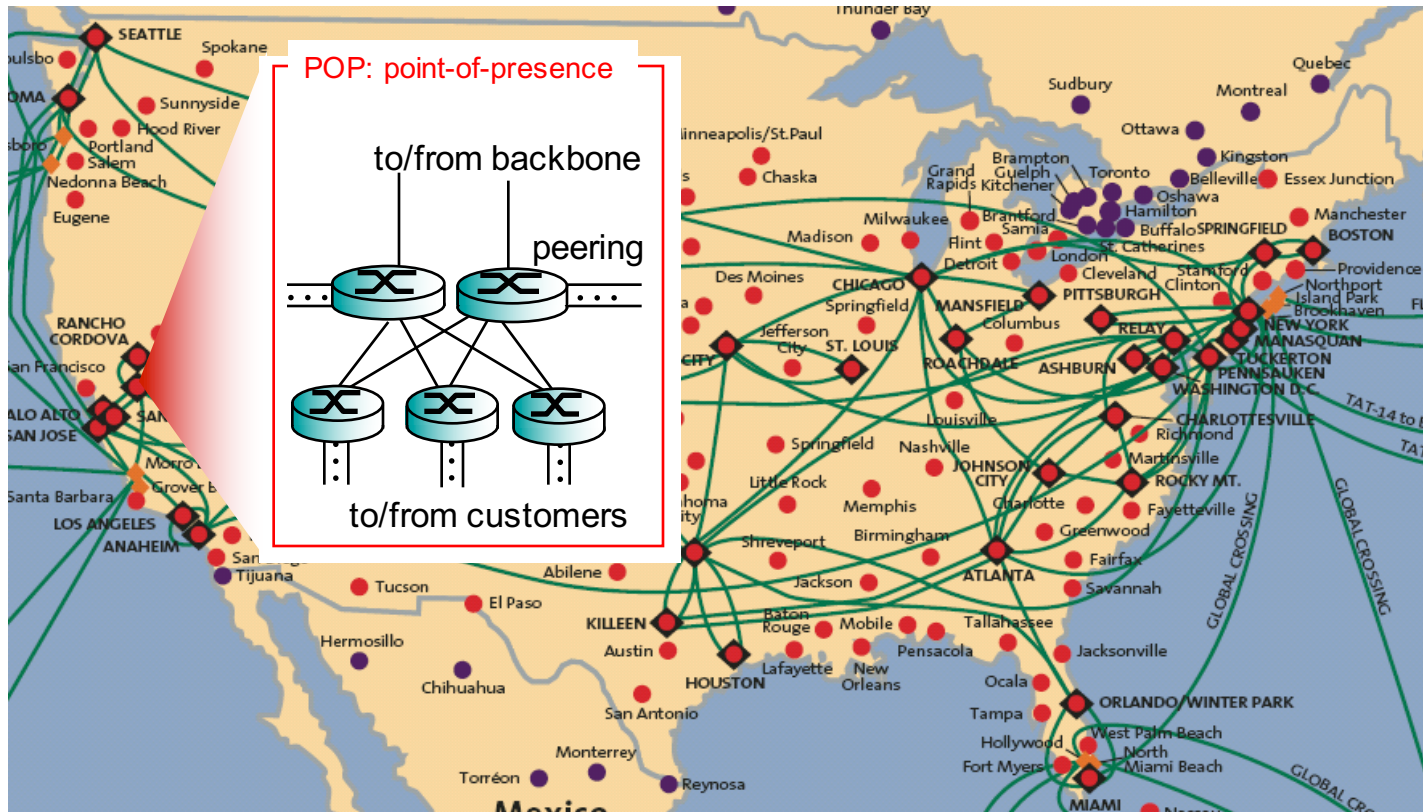 POP: point-of-presence
to/from backbone
peering
to/from customers
Thunder Bay
SEATTLE
Spokane
Sunnyside
Hood River
Portland
Salem
Nedonna Beach
Eugene
RANCHO
CORDOVA
San Francisco
SAN JOSE
Santa Barbara
LOS ANGELES
ANAHEIM
Tijuana
Tucson
El Paso
Hermosillo
Chihuahua
Monterrey
Torréon
Reynosa
Mexico
Chaska
Quebec
Sudbury
Montreal
Ottawa
Kingston
Brampton
Guelph
Kitchener
Toronto
Belleville
Essex Junction
Grand
Rapids
Oshawa
Milwaukee
Brantford
Hamilton
Manchester
Sarnia
Buffalo
SPRINGFIELD
BOSTON
Madison
Flint
St. Catherines
London
Detroit
Stamford
Providence
Des Moines
CHICAGO
Cleveland
Clinton
Northport
Springfield
MANSFIELD
PITTSBURGH
Island Park
Brookhaven
Jefferson
City
ST. LOUIS
Columbus
RELAY
NEW YORK
MANASQUAN
CITY
ROACHDALE
ASHBURN
TUCKERTON
PENNSAUKEN
WASHINGTON D.C.
Louisville
CHARLOTTESVILLE
TAT-14 to
Springfield
Nashville
Richmond
JOHNSON
CITY
Martinsville
Little Rock
ROCKY MT.
Memphis
Charlotte
Fayetteville
Greenwood
Shreveport
Birmingham
Fairfax
Abilene
ATLANTA
Jackson
Savannah
GLOBAL CROSSING
GLOBAL CROSSING
KILLEEN
Baton
Rouge
Mobile
Tallahassee
Austin
Pensacola
Jacksonville
Lafayette
New
Orleans
HOUSTON
Ocala
San Antonio
ORLANDO/WINTER PARK
Tampa
West Palm Beach
Hollywood
North
Miami Beach
Fort Myers
MIAMI